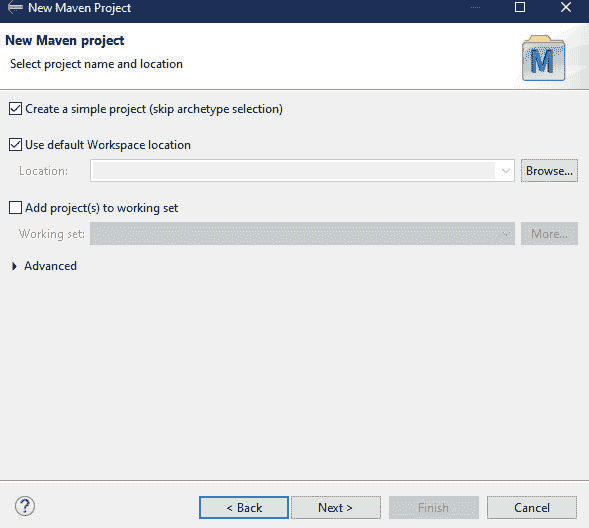 New Maven Project
New Maven project
Select project name and location
M
Create a simple project (skip archetype selection)
Use default Workspace location
Location:
Browse...
Add project(s) to working set
Working set:
More...
Advanced
?
< Back
Next >
Finish
Cancel